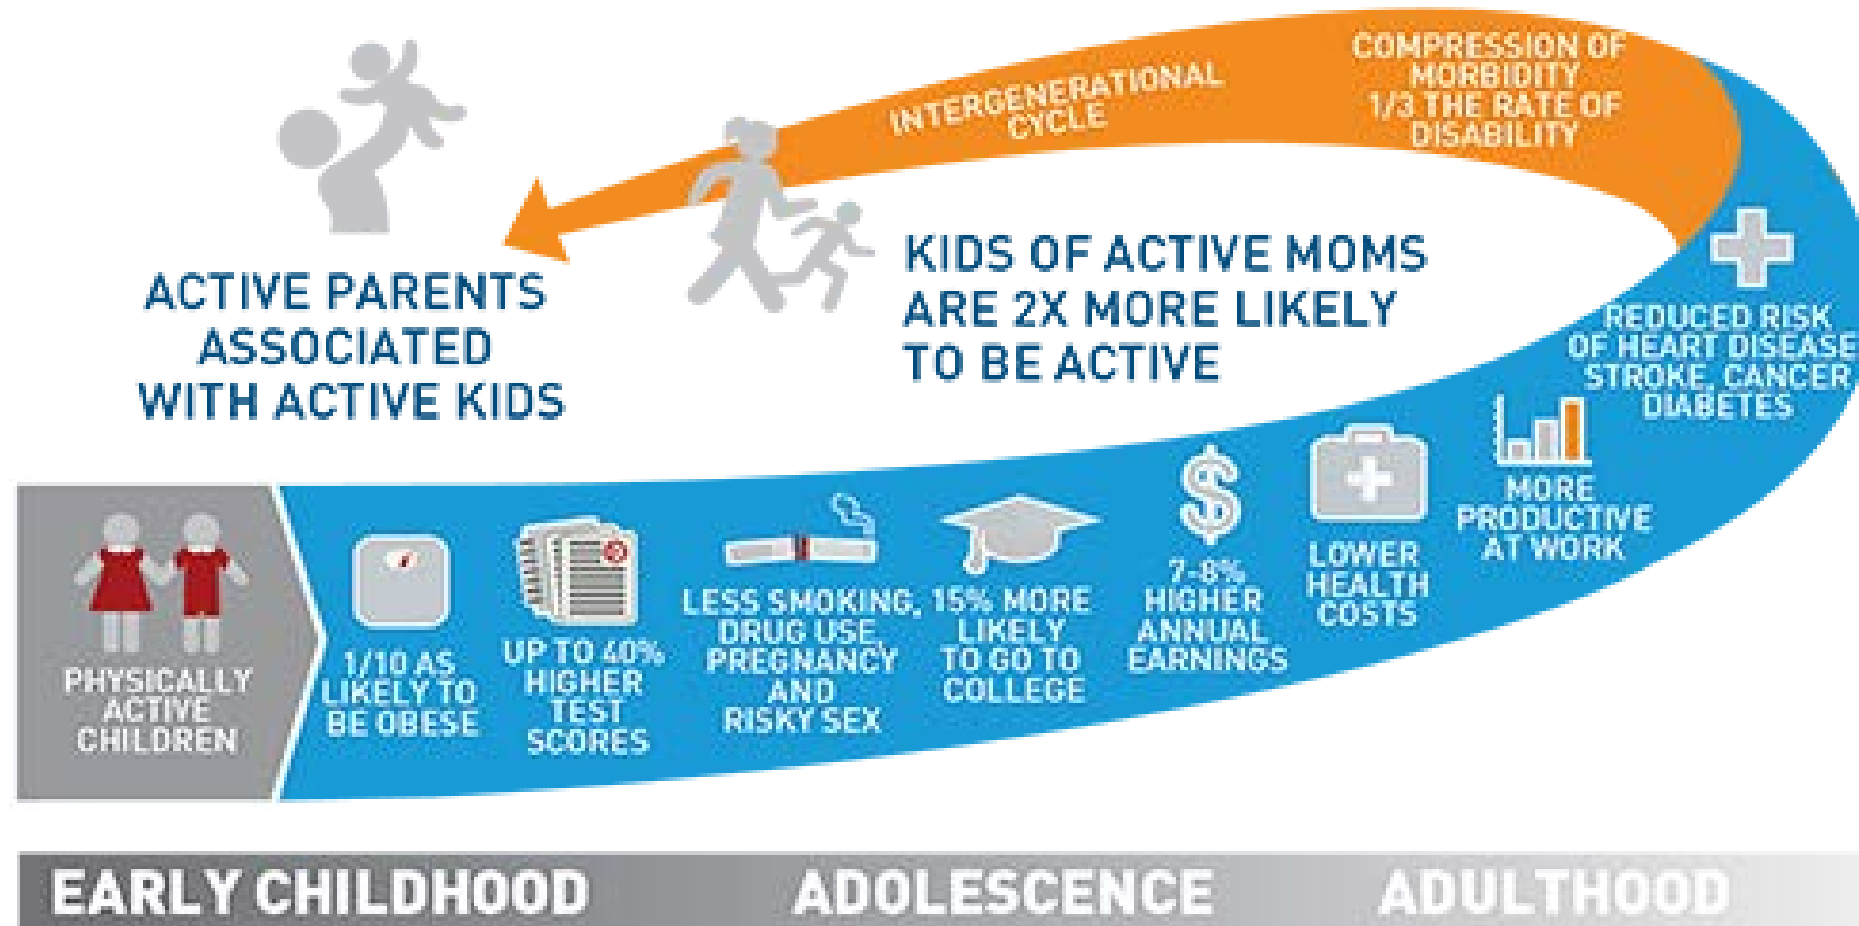 COMPRESSION OF
MORBIDITY
1/3 THE RATE OF
DISABILITY
INTERGENERATIONAL
CYCLE
ACTIVE PARENTS
ASSOCIATED
WITH ACTIVE KIDS
KIDS OF ACTIVE MOMS
ARE 2X MORE LIKELY
TO BE ACTIVE
PHYSICALLY
ACTIVE
CHILDREN
1/10 AS
LIKELY TO
BE OBESE
UP TO 40%
HIGHER
TEST
SCORES
LESS SMOKING,
DRUG USE,
PREGNANCY
AND
RISKY SEX
15% MORE
LIKELY
TO GO TO
COLLEGE
$
7-8%
HIGHER
ANNUAL
EARNINGS
LOWER
HEALTH
COSTS
MORE
PRODUCTIVE
AT WORK
REDUCED RISK
OF HEART DISEASE
STROKE, CANCER
DIABETES
EARLY CHILDHOOD
ADOLESCENCE
ADULTHOOD